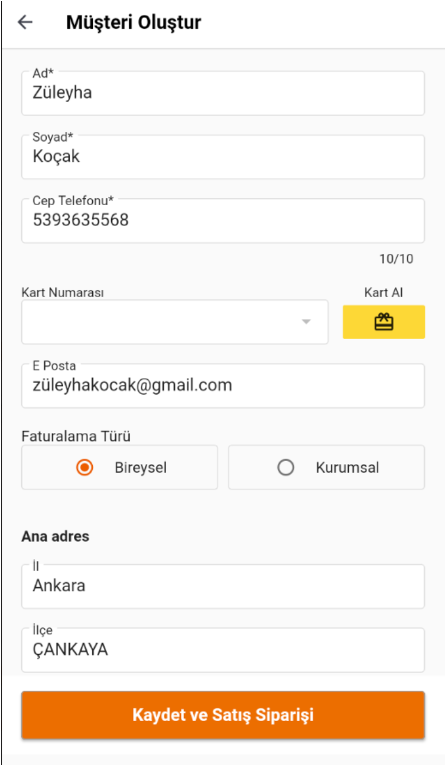 Müşteri Oluştur
Ad*
Züleyha
Soyad*
Koçak
Cep Telefonu*
5393635568
10/10
Kart Numarası
Kart Al
E Posta
züleyhakocak@gmail.com
Faturalama Türü
Bireysel
Kurumsal
Ana adres
İl
Ankara
İlçe
ÇANKAYA
Kaydet ve Satış Siparişi